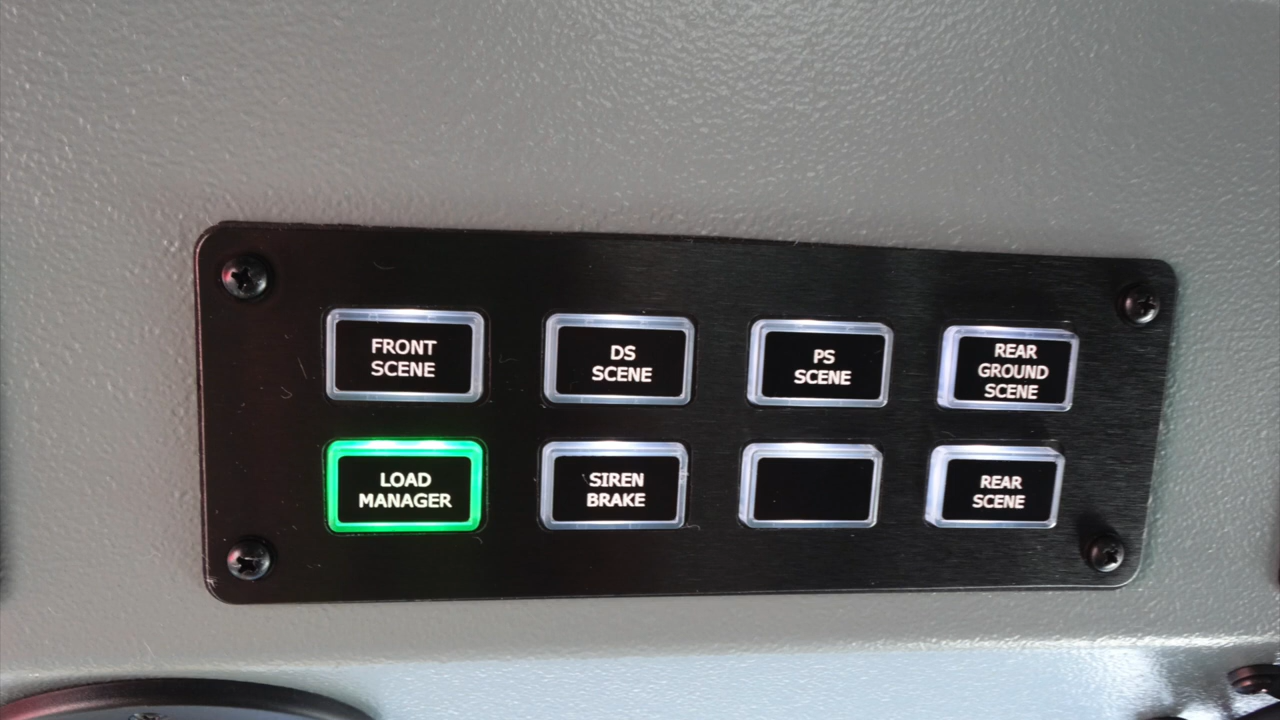 FRONT
SCENE
DS
SCENE
PS
SCENE
REAR
GROUND
SCENE
LOAD
MANAGER
SIREN
BRAKE
REAR
SCENE